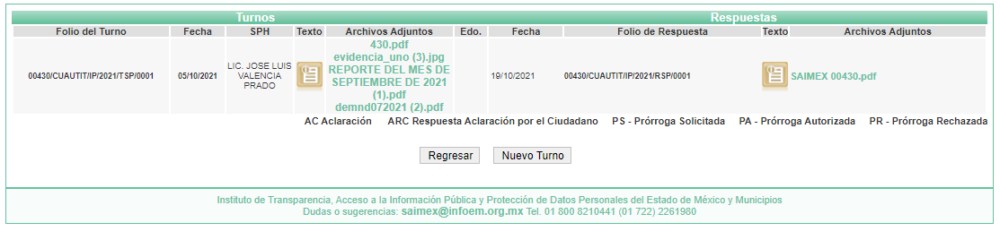 Turnos Respuestas
Folio del Turno Fecha SPH Texto Archivos Adjuntos Edo. Fecha Folio de Respuesta Texto Archivos Adjuntos
00430/CUAUTIT/IP/2021/TSP/0001 05/10/2021
LIC. JOSE LUIS
VALENCIA
PRADO
430.pdf
evidencia_uno (3).jpg
REPORTE DEL MES DE
SEPTIEMBRE DE 2021
(1).pdf
demnd072021 (2).pdf
19/10/2021 00430/CUAUTIT/IP/2021/RSP/0001 SAIMEX 00430.pdf
AC Aclaración ARC Respuesta Aclaración por el Ciudadano PS - Prórroga Solicitada PA - Prórroga Autorizada PR - Prórroga Rechazada
Regresar Nuevo Turno
Instituto de Transparencia, Acceso a la Información Pública y Protección de Datos Personales del Estado de México y Municipios
Dudas o sugerencias: saimex@infoem.org.mx Tel. 01 800 8210441 (01 722) 2261980